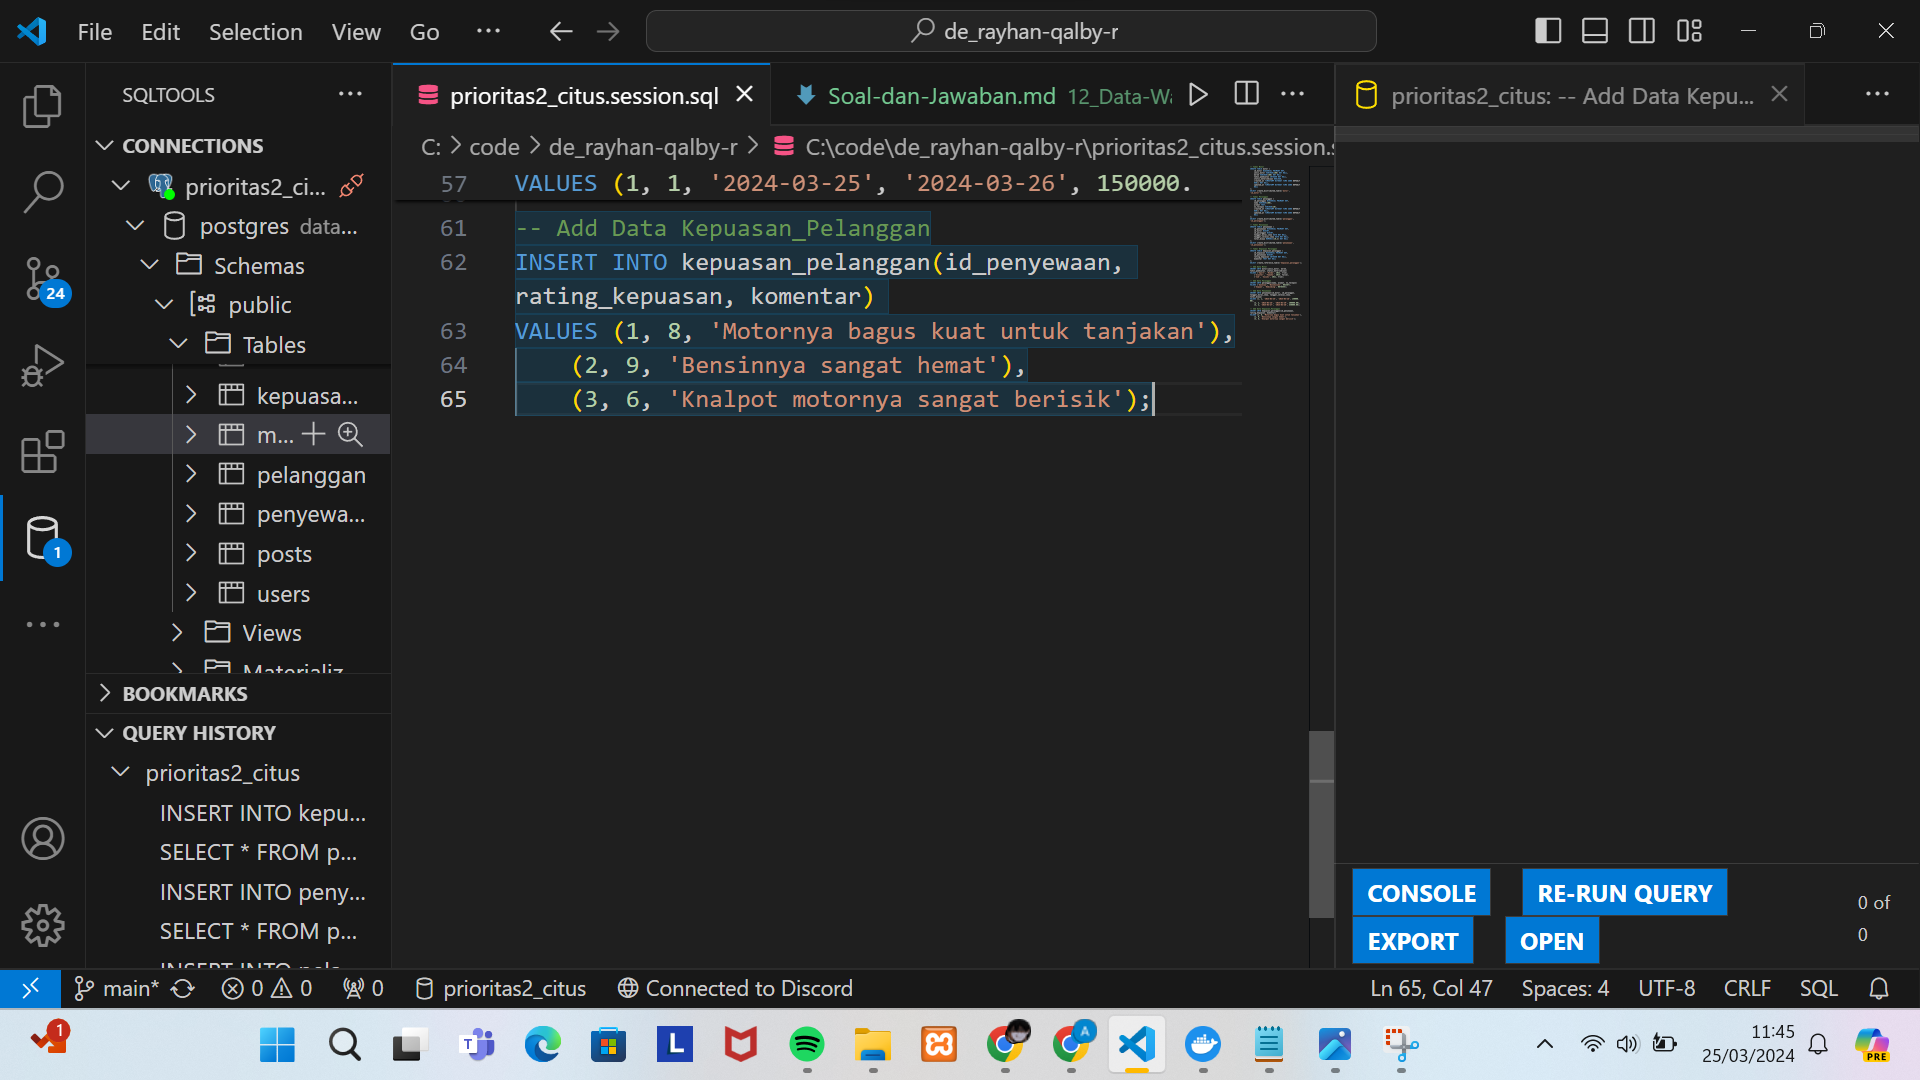 File Edit Selection View Go ··· de_rayhan-qalby-r
SQLTOOLS
CONNECTIONS
prioritas2_ci...
postgres data...
Schemas
public
Tables
kepuasa...
m...
pelanggan
penyewa...
posts
users
Views
Materializ
BOOKMARKS
QUERY HISTORY
prioritas2_citus
INSERT INTO kepu...
SELECT * FROM p...
INSERT INTO peny...
SELECT * FROM p...
24
1
prioritas2_citus.session.sql
Soal-dan-Jawaban.md 12_Data-Wa
C: > code > de_rayhan-qalby-r > C:\code\de_rayhan-qalby-r\prioritas2_citus.session.s
57 VALUES (1, 1, '2024-03-25', '2024-03-26', 150000.
61 -- Add Data Kepuasan_Pelanggan
62 INSERT INTO kepuasan_pelanggan(id_penyewaan,
rating_kepuasan, komentar)
63 VALUES (1, 8, 'Motornya bagus kuat untuk tanjakan'),
64 (2, 9, 'Bensinnya sangat hemat'),
65 (3, 6, 'Knalpot motornya sangat berisik');
prioritas2_citus: -- Add Data Kepu...
CONSOLE RE-RUN QUERY
EXPORT OPEN
0 of
0
main* 0 0 0 prioritas2_citus Connected to Discord
Ln 65, Col 47 Spaces: 4 UTF-8 CRLF SQL
1
T
L
A
11:45
25/03/2024
PRE